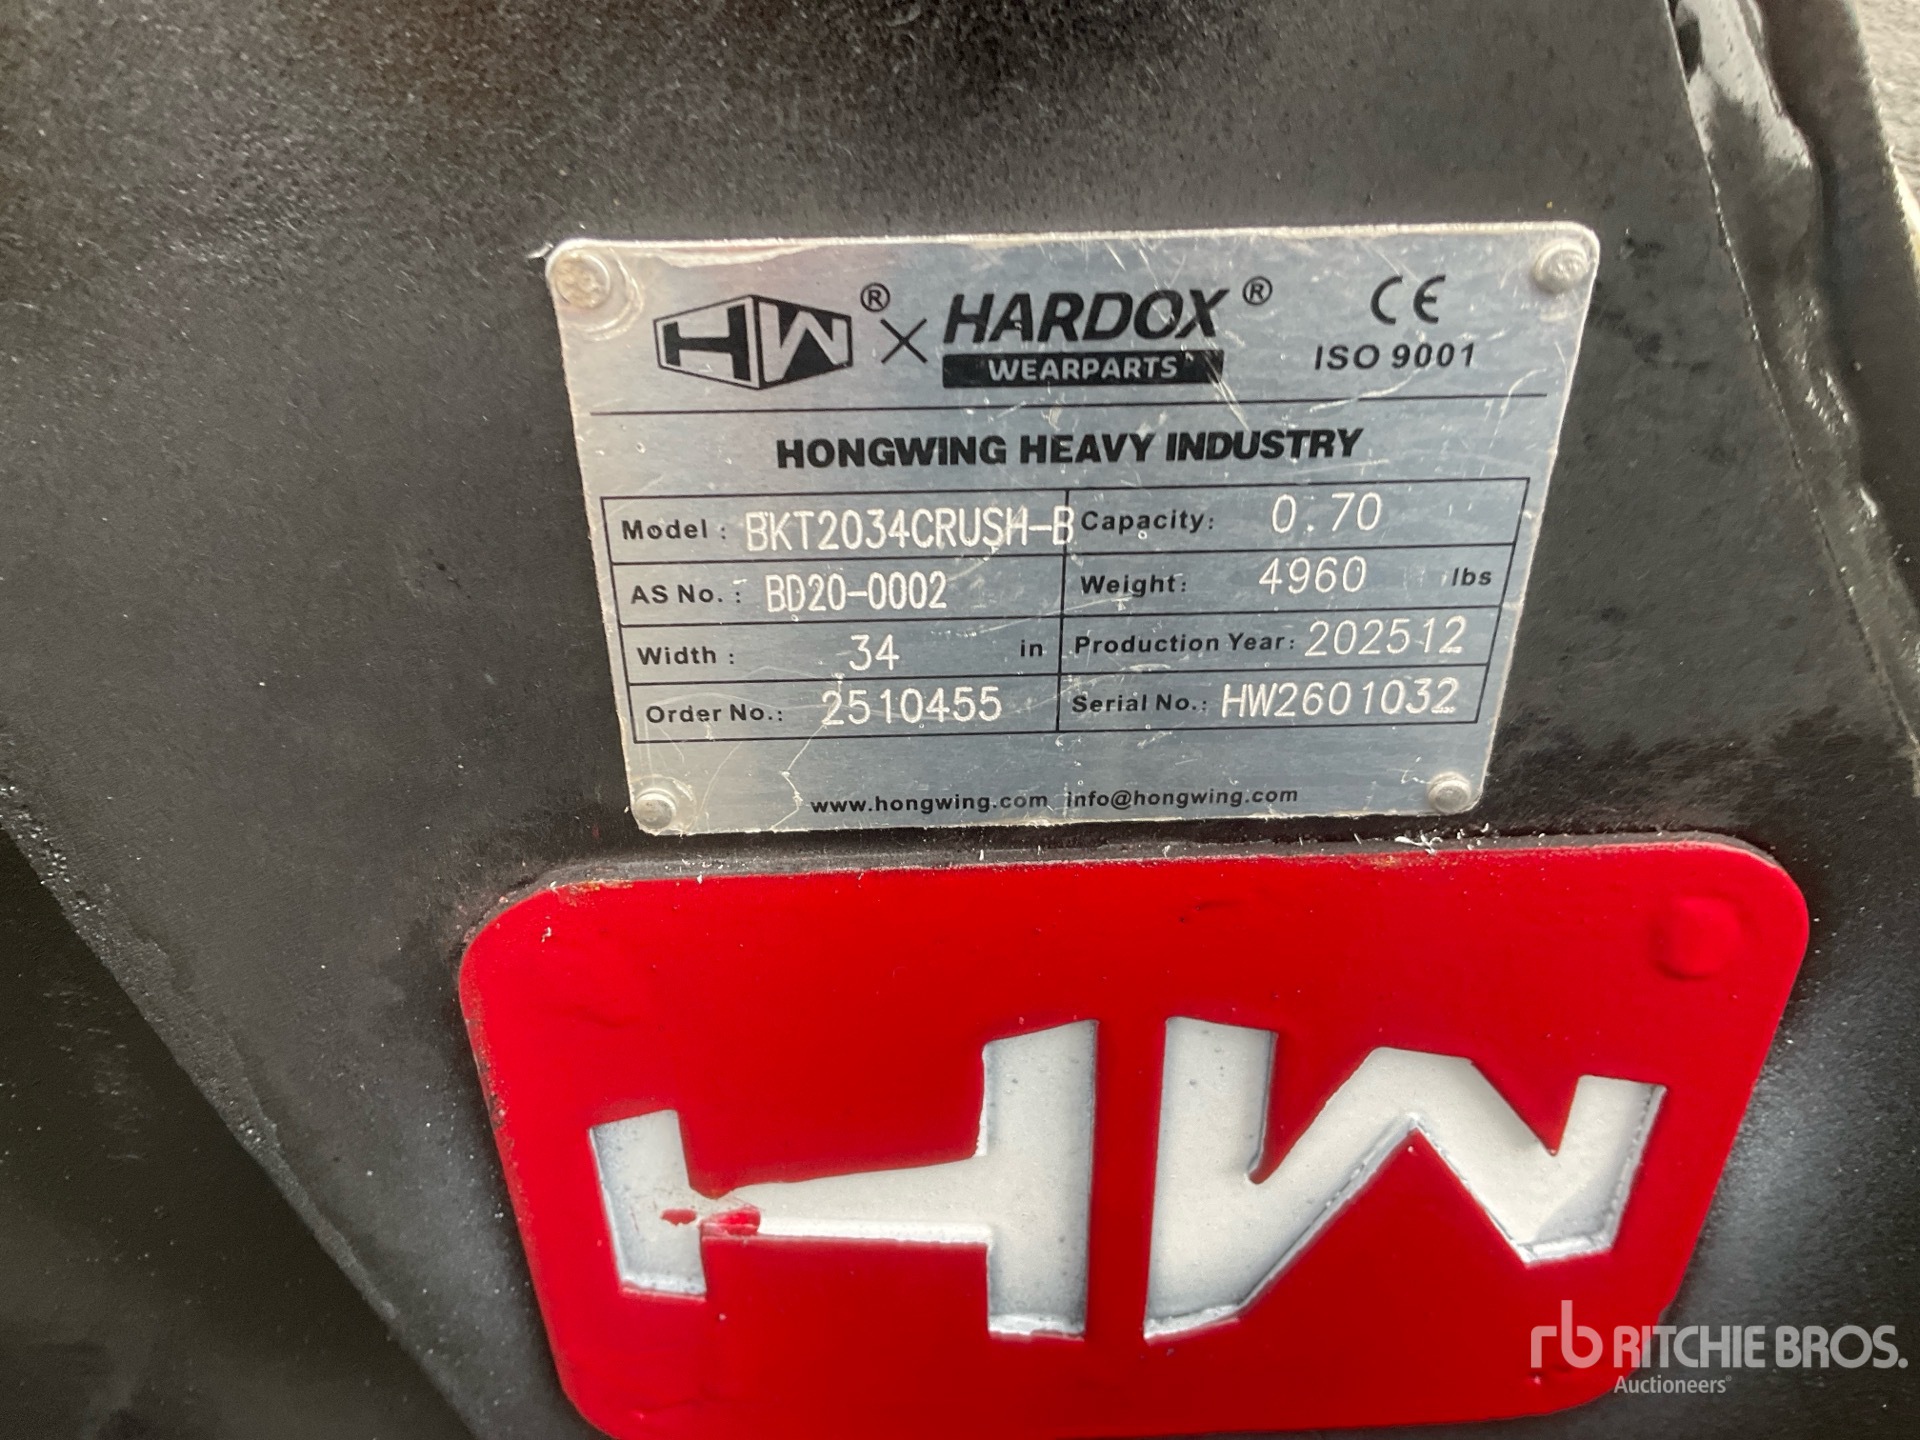 HW® × HARDOX® CE
WEARPARTS ISO 9001
HONGWING HEAVY INDUSTRY
Model : BKT2034CRUSH-B Capacity: 0.70
AS No. : BD20-0002 Weight: 4960 lbs
Width : 34 in Production Year: 202512
Order No.: 2510455 Serial No.: HW2601032
www.hongwing.com info@hongwing.com
HW
rb RITCHIE BROS.
Auctioneers